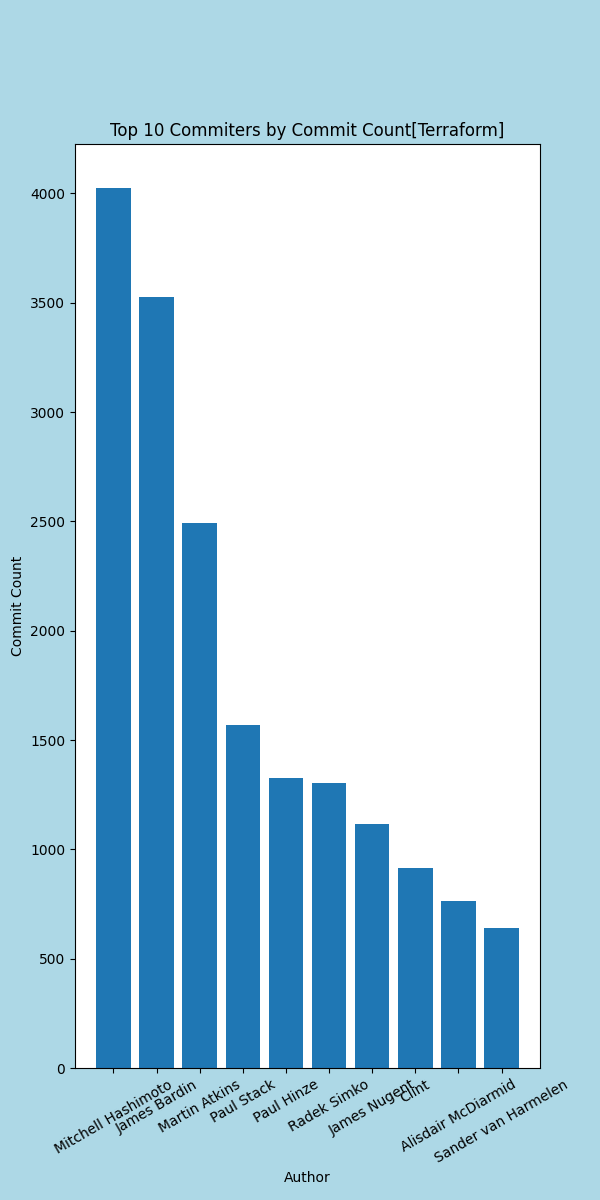 Top 10 Commiters by Commit Count[Terraform]
Commit Count
4000
3500
3000
2500
2000
1500
1000
500
0
Mitchell Hashimoto
James Bardin
Martin Atkins
Paul Stack
Paul Hinze
Radek Simko
James Nugent
Clint
Alisdair McDiarmid
Sander van Harmelen
Author